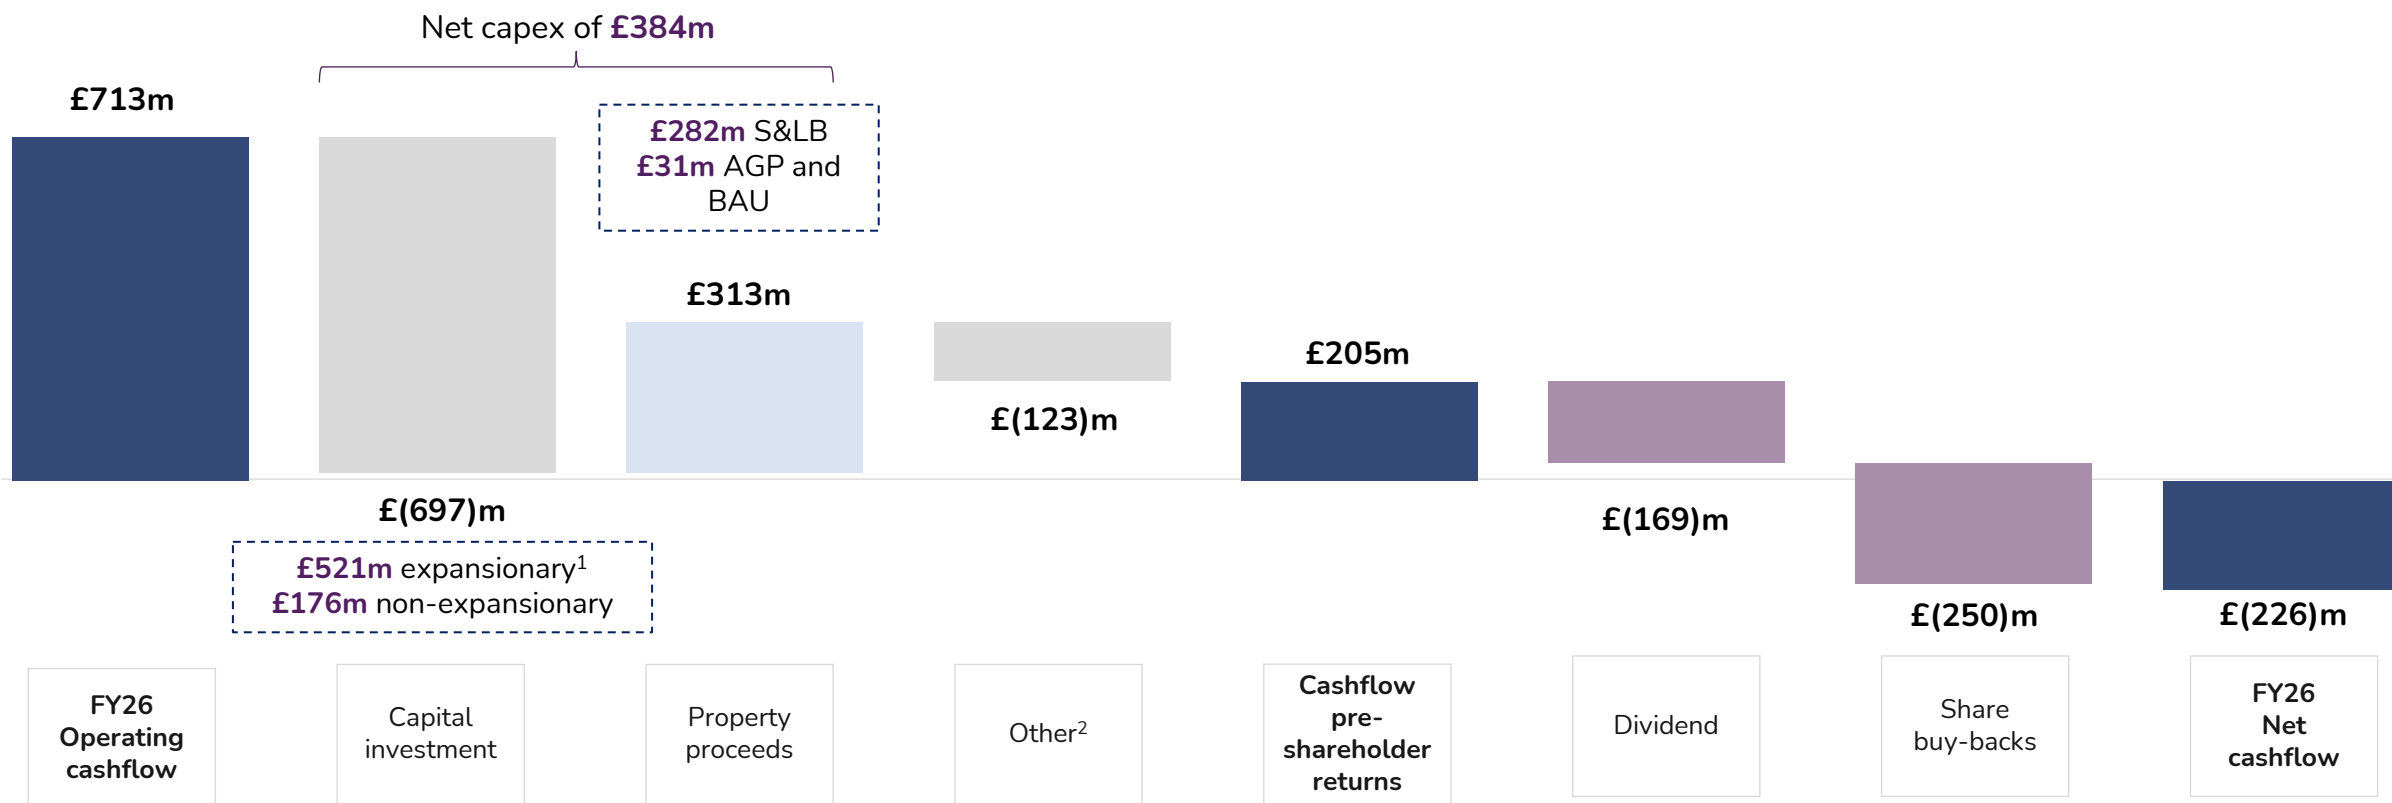 Net capex of £384m
£713m
£282m S&LB
£31m AGP and
BAU
£313m
£(123)m
£205m
£(697)m
£521m expansionary¹
£176m non-expansionary
£(169)m
£(250)m
£(226)m
FY26
Operating
cashflow
Capital
investment
Property
proceeds
Other²
Cashflow
pre-
shareholder
returns
Dividend
Share
buy-backs
FY26
Net
cashflow